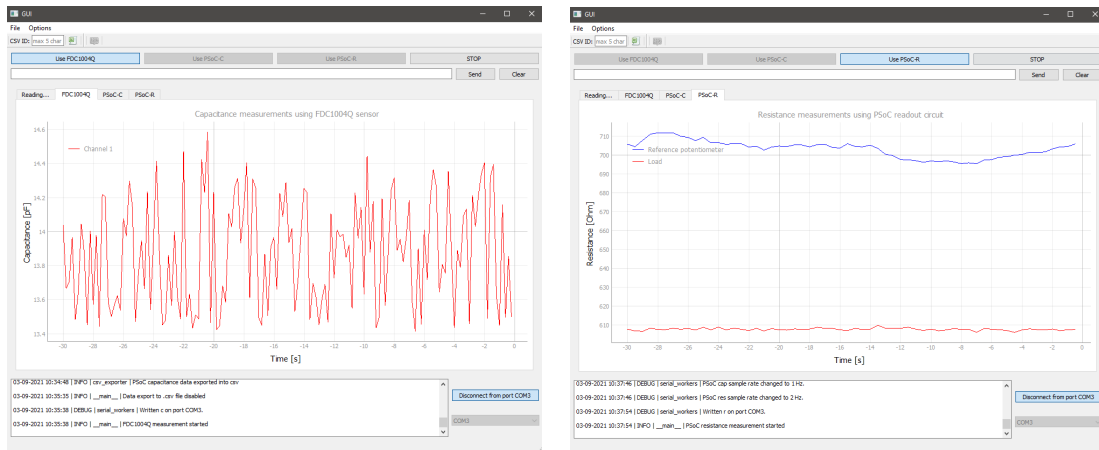 GUI
File Options
CSV ID: max 5 char
Use FDC1004Q Use PSoC-C Use PSoC-R STOP
Send Clear
Reading... FDC1004Q PSoC-C PSoC-R
Capacitance measurements using FDC1004Q sensor
Channel 1
Capacitance [pF]
14.6
14.4
14.2
14
13.8
13.6
13.4
-30 -28 -26 -24 -22 -20 -18 -16 -14 -12 -10 -8 -6 -4 -2 0
Time [s]
03-09-2021 10:34:48 | INFO | csv_exporter | PSoC capacitance data exported into csv
03-09-2021 10:35:35 | INFO | __main__ | Data export to .csv file disabled
03-09-2021 10:35:38 | DEBUG | serial_workers | Written c on port COM3.
03-09-2021 10:35:38 | INFO | __main__ | FDC1004Q measurement started
Disconnect from port COM3
COM3
GUI
File Options
CSV ID: max 5 char
Use FDC1004Q Use PSoC-C Use PSoC-R STOP
Send Clear
Reading... FDC1004Q PSoC-C PSoC-R
Resistance measurements using PSoC readout circuit
Reference potentiometer
Load
Resistance [Ohm]
710
700
690
680
670
660
650
640
630
620
610
-30 -28 -26 -24 -22 -20 -18 -16 -14 -12 -10 -8 -6 -4 -2 0
Time [s]
03-09-2021 10:37:46 | DEBUG | serial_workers | PSoC cap sample rate changed to 1 Hz.
03-09-2021 10:37:46 | DEBUG | serial_workers | PSoC res sample rate changed to 2 Hz.
03-09-2021 10:37:54 | DEBUG | serial_workers | Written r on port COM3.
03-09-2021 10:37:54 | INFO | __main__ | PSoC resistance measurement started
Disconnect from port COM3
COM3